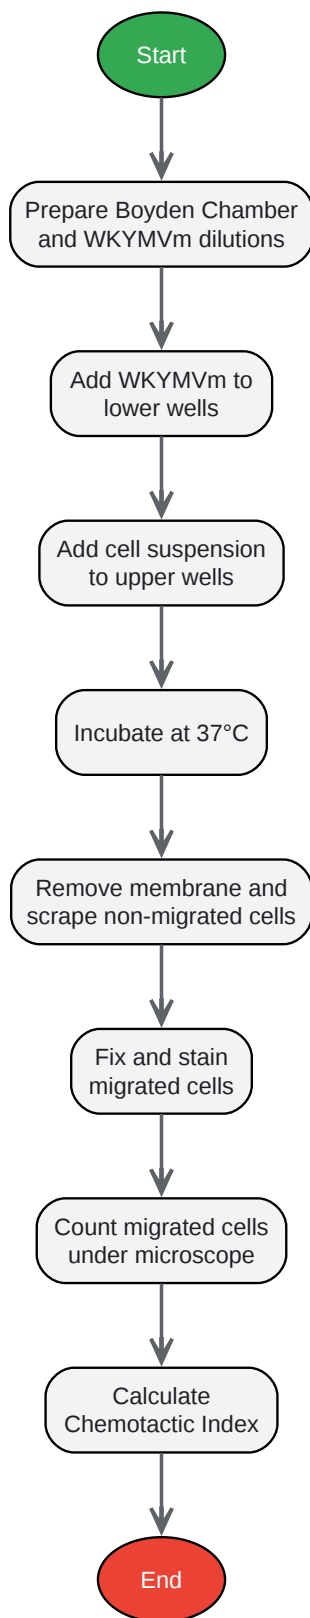 Start
Prepare Boyden Chamber
and WKYMVm dilutions
Add WKYMVm to
lower wells
Add cell suspension
to upper wells
Incubate at 37°C
Remove membrane and
scrape non-migrated cells
Fix and stain
migrated cells
Count migrated cells
under microscope
Calculate
Chemotactic Index
End